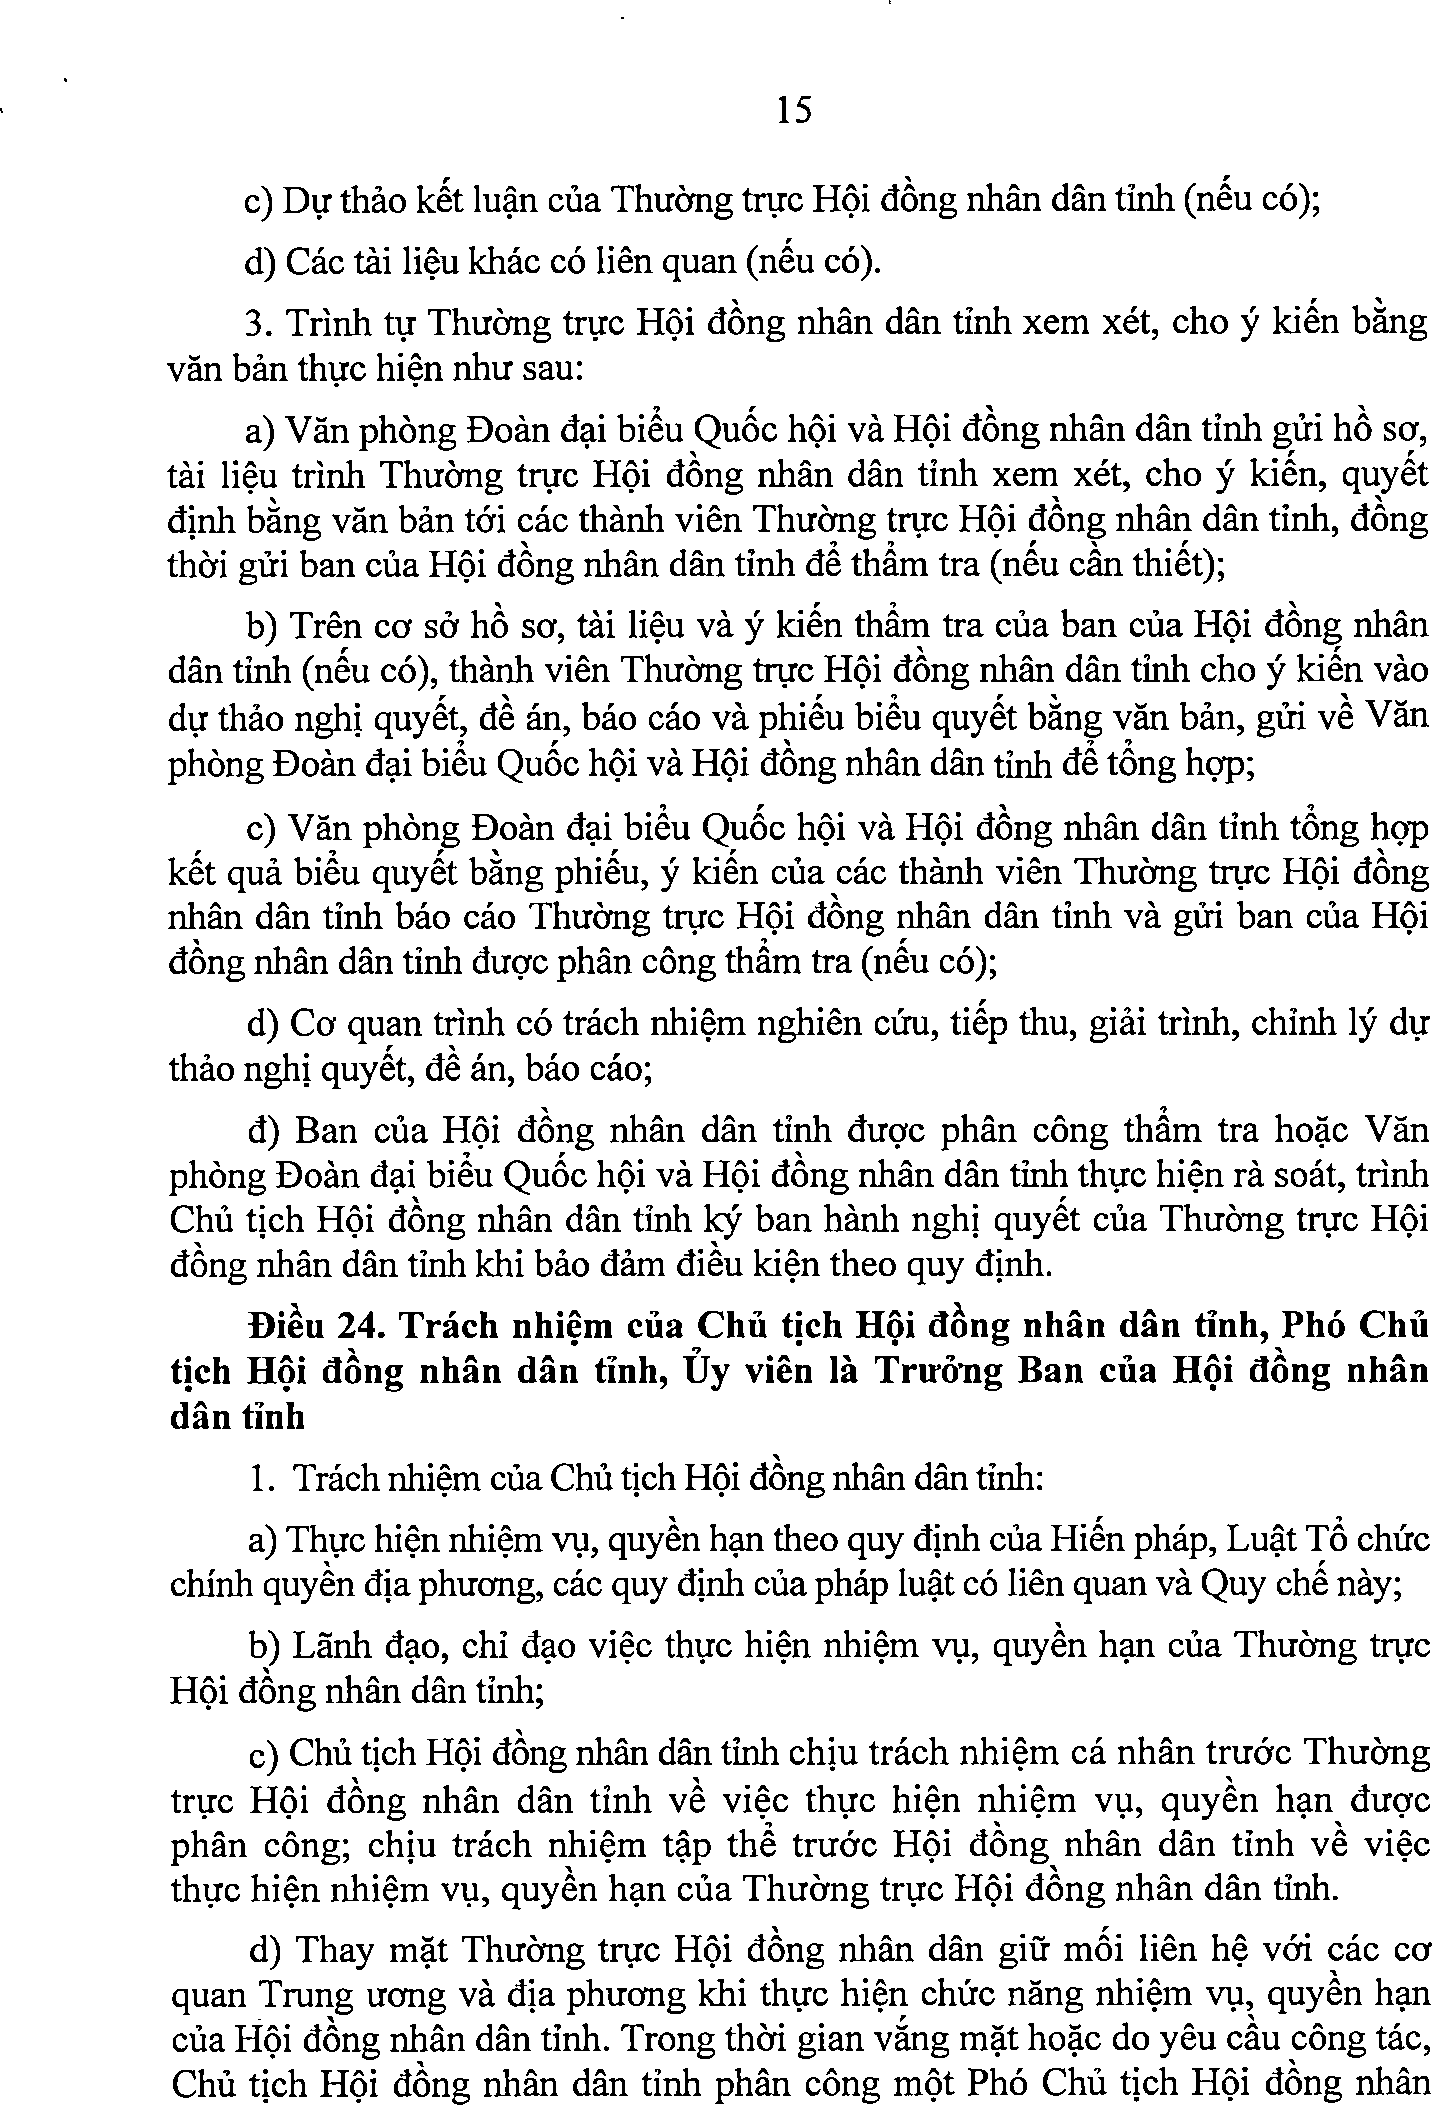 15
c) Dự thảo kết luận của Thường trực Hội đồng nhân dân tỉnh (nếu có);
d) Các tài liệu khác có liên quan (nếu có).
3. Trình tự Thường trực Hội đồng nhân dân tỉnh xem xét, cho ý kiến bằng
văn bản thực hiện như sau:
a) Văn phòng Đoàn đại biểu Quốc hội và Hội đồng nhân dân tỉnh gửi hồ sơ,
tài liệu trình Thường trực Hội đồng nhân dân tỉnh xem xét, cho ý kiến, quyết
định bằng văn bản tới các thành viên Thường trực Hội đồng nhân dân tỉnh, đồng
thời gửi ban của Hội đồng nhân dân tỉnh để thẩm tra (nếu cần thiết);
b) Trên cơ sở hồ sơ, tài liệu và ý kiến thẩm tra của ban của Hội đồng nhân
dân tỉnh (nếu có), thành viên Thường trực Hội đồng nhân dân tỉnh cho ý kiến vào
dự thảo nghị quyết, đề án, báo cáo và phiếu biểu quyết bằng văn bản, gửi về Văn
phòng Đoàn đại biểu Quốc hội và Hội đồng nhân dân tỉnh để tổng hợp;
c) Văn phòng Đoàn đại biểu Quốc hội và Hội đồng nhân dân tỉnh tổng hợp
kết quả biểu quyết bằng phiếu, ý kiến của các thành viên Thường trực Hội đồng
nhân dân tỉnh báo cáo Thường trực Hội đồng nhân dân tỉnh và gửi ban của Hội
đồng nhân dân tỉnh được phân công thẩm tra (nếu có);
d) Cơ quan trình có trách nhiệm nghiên cứu, tiếp thu, giải trình, chỉnh lý dự
thảo nghị quyết, đề án, báo cáo;
đ) Ban của Hội đồng nhân dân tỉnh được phân công thẩm tra hoặc Văn
phòng Đoàn đại biểu Quốc hội và Hội đồng nhân dân tỉnh thực hiện rà soát, trình
Chủ tịch Hội đồng nhân dân tỉnh ký ban hành nghị quyết của Thường trực Hội
đồng nhân dân tỉnh khi bảo đảm điều kiện theo quy định.
Điều 24. Trách nhiệm của Chủ tịch Hội đồng nhân dân tỉnh, Phó Chủ
tịch Hội đồng nhân dân tỉnh, Ủy viên là Trưởng Ban của Hội đồng nhân
dân tỉnh
1. Trách nhiệm của Chủ tịch Hội đồng nhân dân tỉnh:
a) Thực hiện nhiệm vụ, quyền hạn theo quy định của Hiến pháp, Luật Tổ chức
chính quyền địa phương, các quy định của pháp luật có liên quan và Quy chế này;
b) Lãnh đạo, chỉ đạo việc thực hiện nhiệm vụ, quyền hạn của Thường trực
Hội đồng nhân dân tỉnh;
c) Chủ tịch Hội đồng nhân dân tỉnh chịu trách nhiệm cá nhân trước Thường
trực Hội đồng nhân dân tỉnh về việc thực hiện nhiệm vụ, quyền hạn được
phân công; chịu trách nhiệm tập thể trước Hội đồng nhân dân tỉnh về việc
thực hiện nhiệm vụ, quyền hạn của Thường trực Hội đồng nhân dân tỉnh.
d) Thay mặt Thường trực Hội đồng nhân dân giữ mối liên hệ với các cơ
quan Trung ương và địa phương khi thực hiện chức năng nhiệm vụ, quyền hạn
của Hội đồng nhân dân tỉnh. Trong thời gian vắng mặt hoặc do yêu cầu công tác,
Chủ tịch Hội đồng nhân dân tỉnh phân công một Phó Chủ tịch Hội đồng nhân